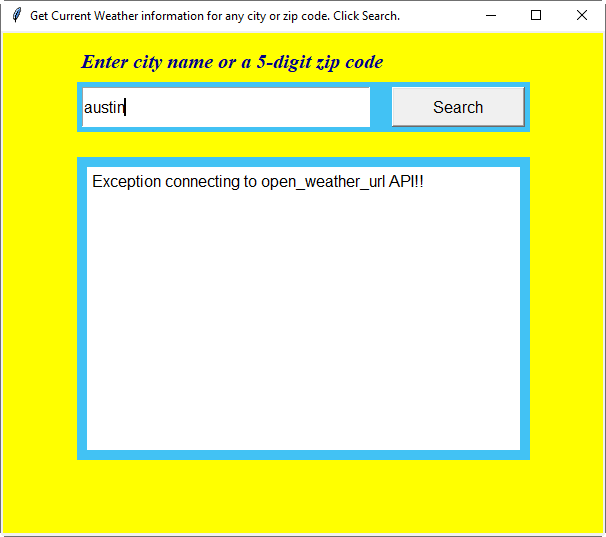 Get Current Weather information for any city or zip code. Click Search.
Enter city name or a 5-digit zip code
austin
Search
Exception connecting to open_weather_url API!!